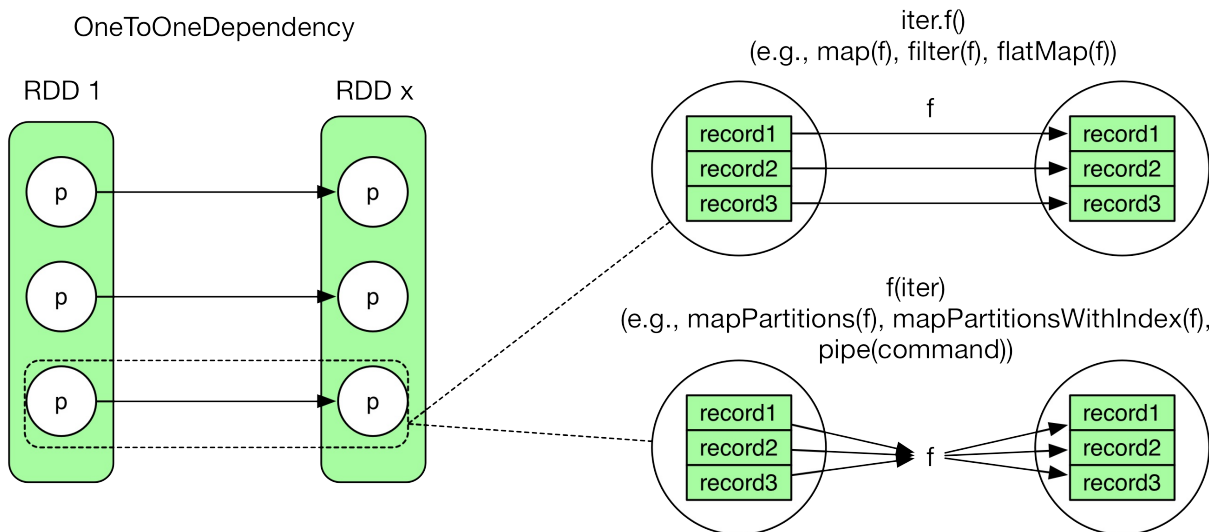 OneToOneDependency
RDD 1
RDD x
p
p
p
p
p
p
iter.f()
(e.g., map(f), filter(f), flatMap(f))
f
record1
record2
record3
record1
record2
record3
f(iter)
(e.g., mapPartitions(f), mapPartitionsWithIndex(f),
pipe(command))
record1
record2
record3
f
record1
record2
record3